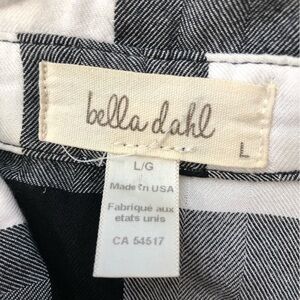 bella dahl
L
L/G
Made in USA
Fabriqué aux
etats unis
CA 54517